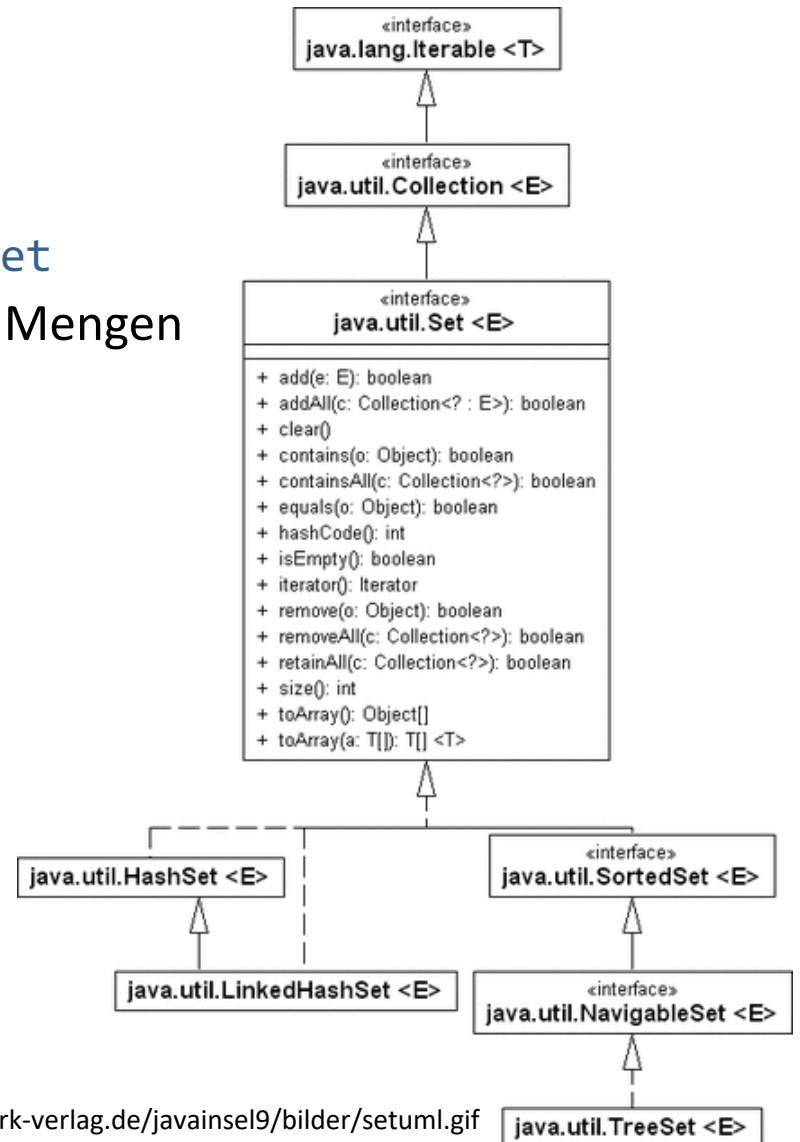 «interface»
java.lang.Iterable <T>
«interface»
java.util.Collection <E>
et
Mengen
«interface»
java.util.Set <E>
+ add(e: E): boolean
+ addAll(c: Collection<? : E>): boolean
+ clear()
+ contains(o: Object): boolean
+ containsAll(c: Collection<?>): boolean
+ equals(o: Object): boolean
+ hashCode(): int
+ isEmpty(): boolean
+ iterator(): Iterator
+ remove(o: Object): boolean
+ removeAll(c: Collection<?>): boolean
+ retainAll(c: Collection<?>): boolean
+ size(): int
+ toArray(): Object[]
+ toArray(a: T[]): T[] <T>
java.util.HashSet <E>
«interface»
java.util.SortedSet <E>
java.util.LinkedHashSet <E>
«interface»
java.util.NavigableSet <E>
rk-verlag.de/javainsel9/bilder/setuml.gif
java.util.TreeSet <E>